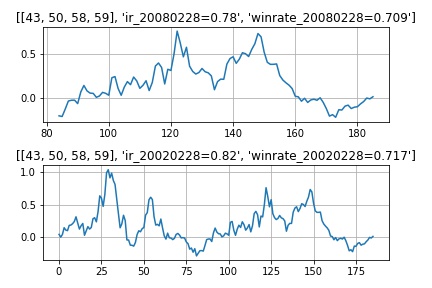 [[43, 50, 58, 59], 'ir_20080228=0.78', 'winrate_20080228=0.709']
0.5
0.0
80 100 120 140 160 180
[[43, 50, 58, 59], 'ir_20020228=0.82', 'winrate_20020228=0.717']
1.0
0.5
0.0
0 25 50 75 100 125 150 175